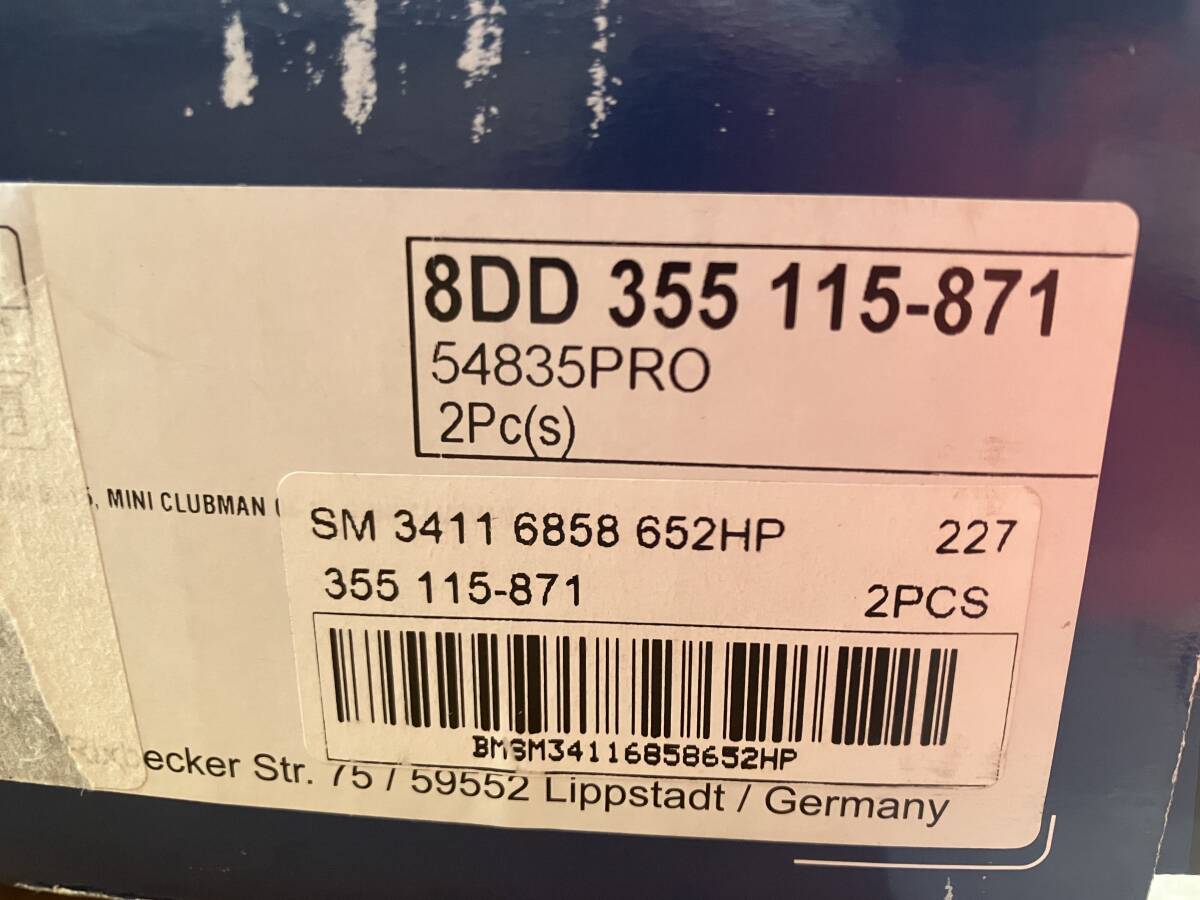 8DD 355 115-871
54835PRO
2Pc(s)
, MINI CLUBMAN (
SM 3411 6858 652HP 227
355 115-871 2PCS
BMSM34116858652HP
Rixbecker Str. 75 / 59552 Lippstadt / Germany